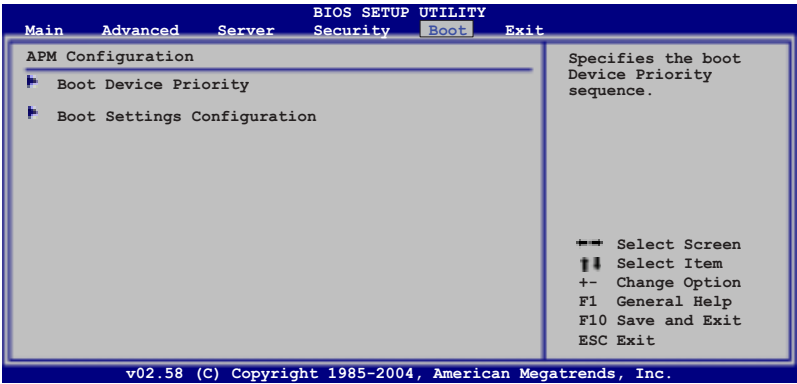 BIOS SETUP UTILITY
Main Advanced Server Security Boot Exit
APM Configuration
Boot Device Priority
Boot Settings Configuration
Specifies the boot
Device Priority
sequence.
Select Screen
Select Item
+- Change Option
F1 General Help
F10 Save and Exit
ESC Exit
v02.58 (C) Copyright 1985-2004, American Megatrends, Inc.